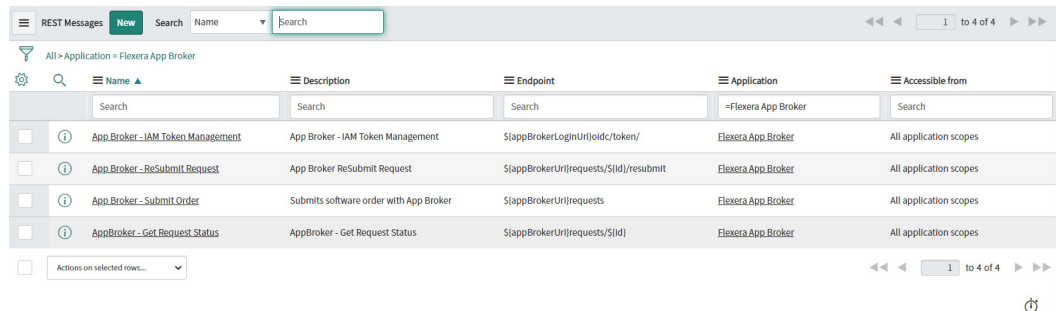 REST Messages New Search Name Search 1 to 4 of 4
All > Application = Flexera App Broker
Name Description Endpoint Application Accessible from
Search Search Search =Flexera App Broker Search
App Broker - IAM Token Management App Broker - IAM Token Management ${appBrokerLoginUri}oidc/token/ Flexera App Broker All application scopes
App Broker - ReSubmit Request App Broker ReSubmit Request ${appBrokerUri}requests/${id}/resubmit Flexera App Broker All application scopes
App Broker - Submit Order Submits software order with App Broker ${appBrokerUri}requests Flexera App Broker All application scopes
AppBroker - Get Request Status AppBroker - Get Request Status ${appBrokerUri}requests/${id} Flexera App Broker All application scopes
Actions on selected rows... 1 to 4 of 4